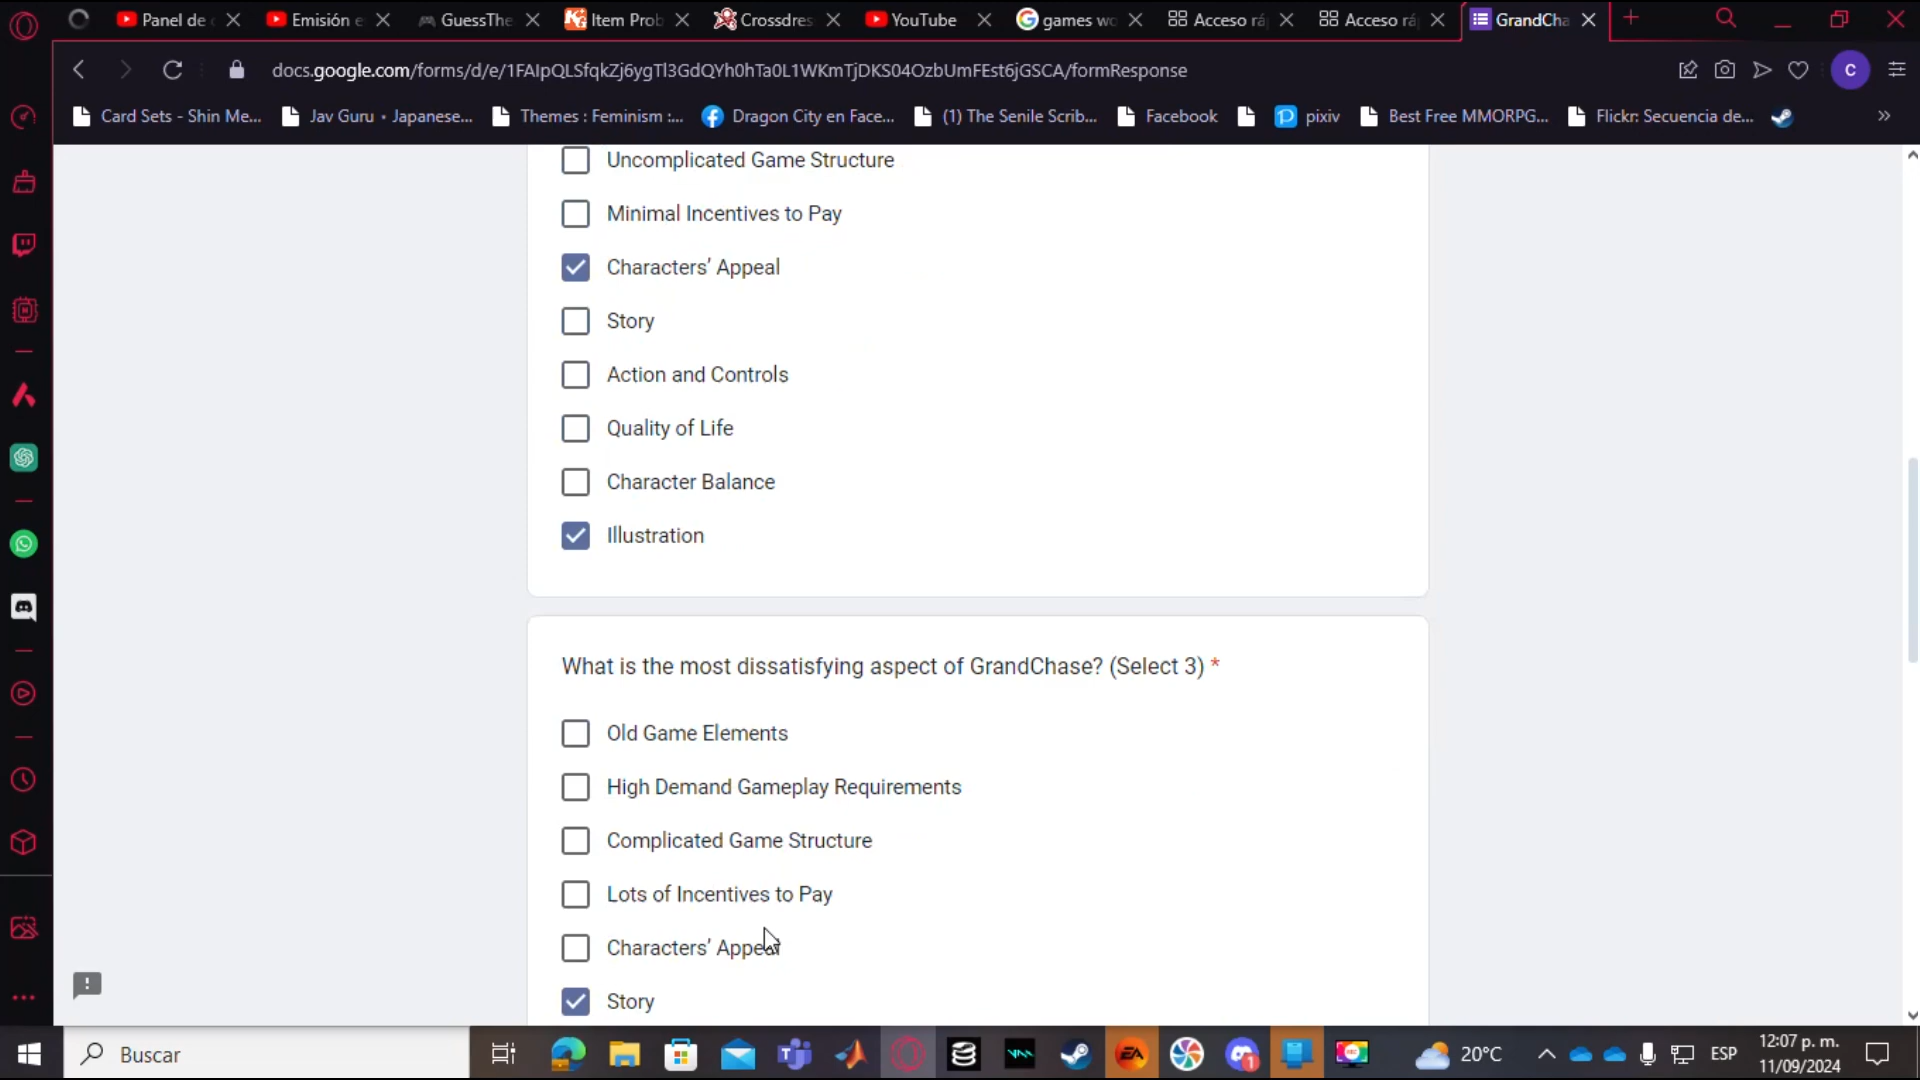 Panel de
Emisión e
GuessThe
Item Prob
Crossdres
YouTube
games wo
Acceso rá
Acceso rá
GrandCha
docs.google.com/forms/d/e/1FAIpQLSfqkZj6ygTl3GdQYh0hTa0L1WKmTjDKS04OzbUmFEst6jGSCA/formResponse
C
Card Sets - Shin Me...
Jav Guru • Japanese...
Themes : Feminism :...
Dragon City en Face...
(1) The Senile Scrib...
Facebook
pixiv
Best Free MMORPG...
Flickr: Secuencia de...
Uncomplicated Game Structure
Minimal Incentives to Pay
Characters’ Appeal
Story
Action and Controls
Quality of Life
Character Balance
Illustration
What is the most dissatisfying aspect of GrandChase? (Select 3) *
Old Game Elements
High Demand Gameplay Requirements
Complicated Game Structure
Lots of Incentives to Pay
Characters’ Appeal
Story
Buscar
EA
1
20°C
ESP
12:07 p. m.
11/09/2024